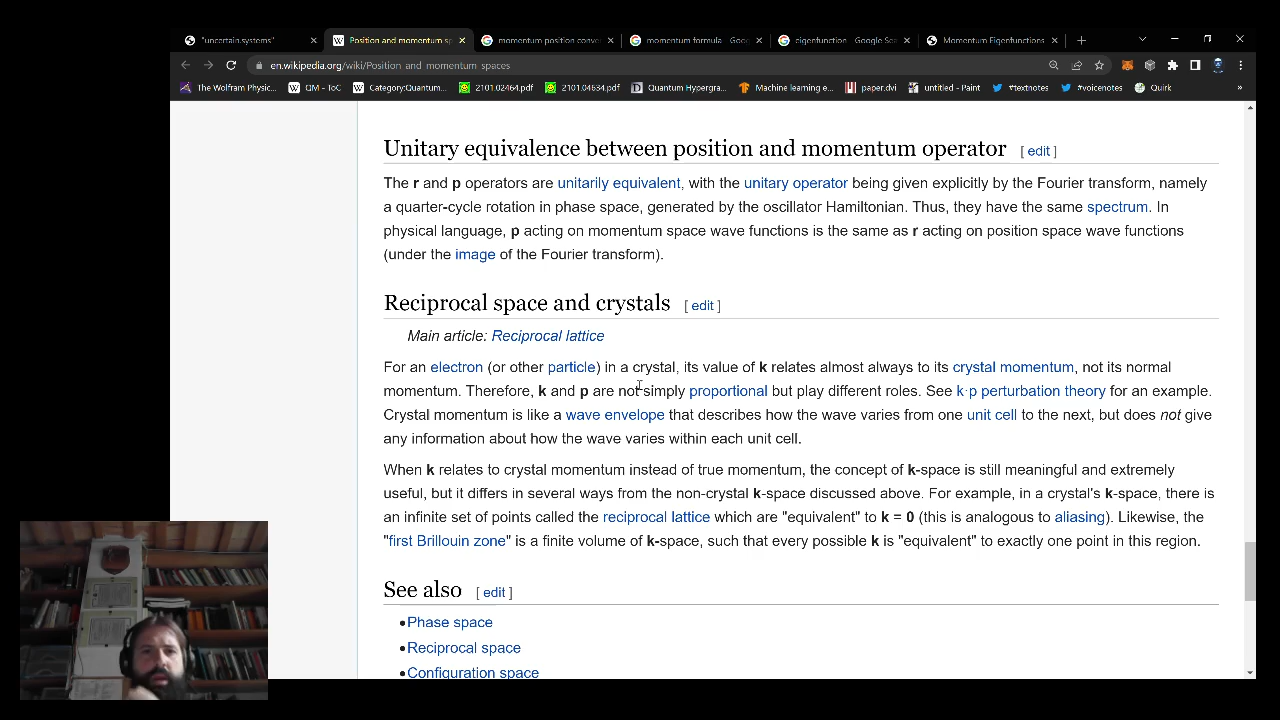 "uncertain.systems"
Position and momentum sp
momentum position conve
momentum formula - Goo
eigenfunction - Google Sea
Momentum Eigenfunctions
en.wikipedia.org/wiki/Position_and_momentum_spaces
The Wolfram Physic...
QM - ToC
Category:Quantum...
2101.02464.pdf
2101.04634.pdf
Quantum Hypergra...
Machine learning e...
paper.dvi
untitled - Paint
#textnotes
#voicenotes
Quirk
»
Unitary equivalence between position and momentum operator [ edit ]
The r and p operators are unitarily equivalent, with the unitary operator being given explicitly by the Fourier transform, namely
a quarter-cycle rotation in phase space, generated by the oscillator Hamiltonian. Thus, they have the same spectrum. In
physical language, p acting on momentum space wave functions is the same as r acting on position space wave functions
(under the image of the Fourier transform).
Reciprocal space and crystals [ edit ]
Main article: Reciprocal lattice
For an electron (or other particle) in a crystal, its value of k relates almost always to its crystal momentum, not its normal
momentum. Therefore, k and p are not simply proportional but play different roles. See k·p perturbation theory for an example.
Crystal momentum is like a wave envelope that describes how the wave varies from one unit cell to the next, but does not give
any information about how the wave varies within each unit cell.
When k relates to crystal momentum instead of true momentum, the concept of k-space is still meaningful and extremely
useful, but it differs in several ways from the non-crystal k-space discussed above. For example, in a crystal's k-space, there is
an infinite set of points called the reciprocal lattice which are "equivalent" to k = 0 (this is analogous to aliasing). Likewise, the
"first Brillouin zone" is a finite volume of k-space, such that every possible k is "equivalent" to exactly one point in this region.
See also [ edit ]
•Phase space
•Reciprocal space
•Configuration space